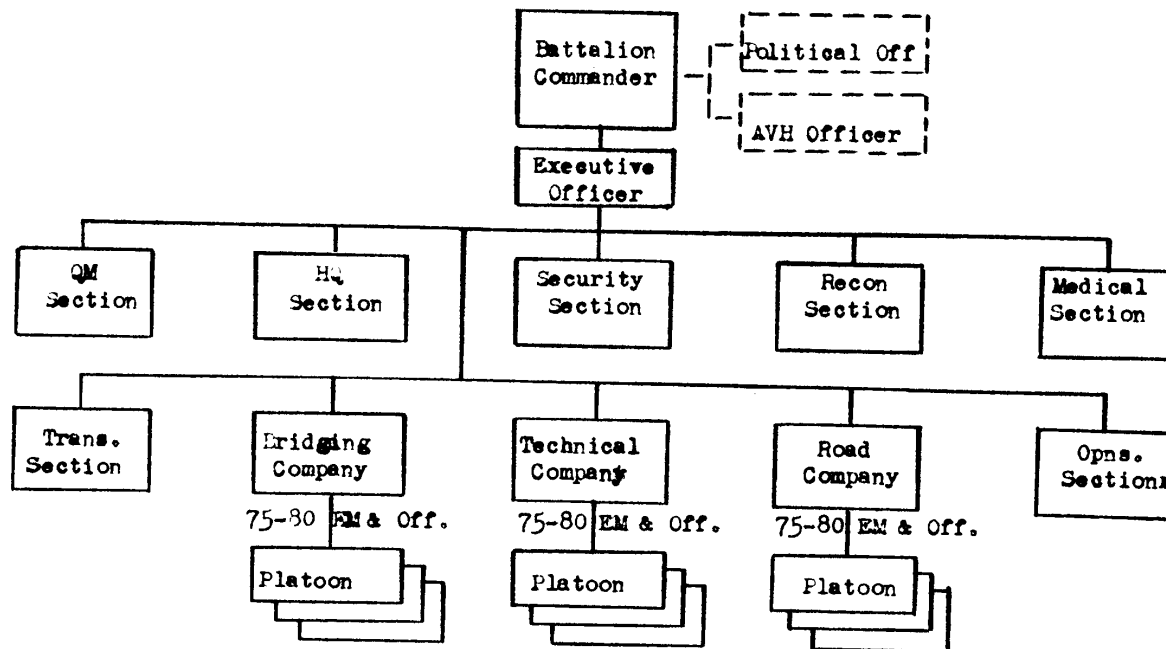 Battalion
Commander
Political Off
AVH Officer
Executive
Officer
QM
Section
HQ
Section
Security
Section
Recon
Section
Medical
Section
Trans.
Section
Bridging
Company
Technical
Company
Road
Company
Opns.
Section
75-80 EM & Off.
75-80 EM & Off.
75-80 EM & Off.
Platoon
Platoon
Platoon